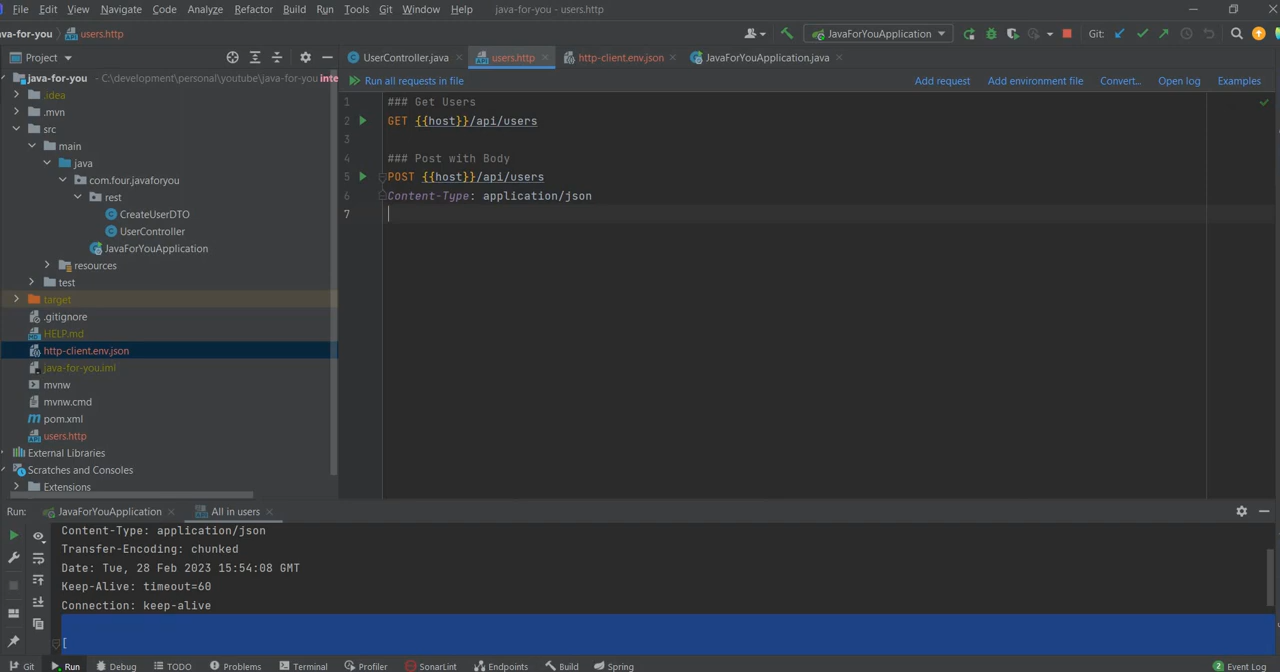 File Edit View Navigate Code Analyze Refactor Build Run Tools Git Window Help java-for-you - users.http
ava-for-you users.http JavaForYouApplication Git:
Project UserController.java users.http http-client.env.json JavaForYouApplication.java
java-for-you - C:\development\personal\youtube\java-for-you inte
Run all requests in file Add request Add environment file Convert... Open log Examples
.idea
.mvn
src
main
java
com.four.javaforyou
rest
CreateUserDTO
UserController
JavaForYouApplication
resources
test
target
.gitignore
HELP.md
http-client.env.json
java-for-you.iml
mvnw
mvnw.cmd
pom.xml
users.http
External Libraries
Scratches and Consoles
Extensions
1 ### Get Users
2 GET {{host}}/api/users
3
4 ### Post with Body
5 POST {{host}}/api/users
6 Content-Type: application/json
7
Run: JavaForYouApplication All in users
Content-Type: application/json
Transfer-Encoding: chunked
Date: Tue, 28 Feb 2023 15:54:08 GMT
Keep-Alive: timeout=60
Connection: keep-alive
[
Git Run Debug TODO Problems Terminal Profiler SonarLint Endpoints Build Spring 2 Event Log